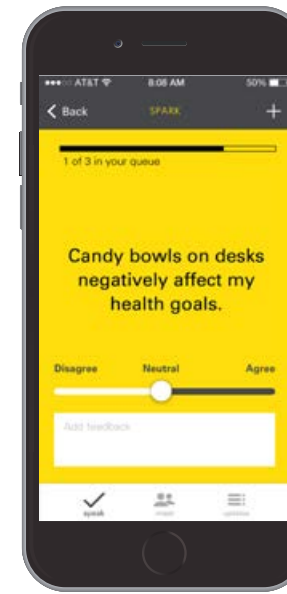 AT&T 8:08 AM 50%
Back SPARK +
1 of 3 in your queue
Candy bowls on desks
negatively affect my
health goals.
Disagree Neutral Agree
Add feedback
speak